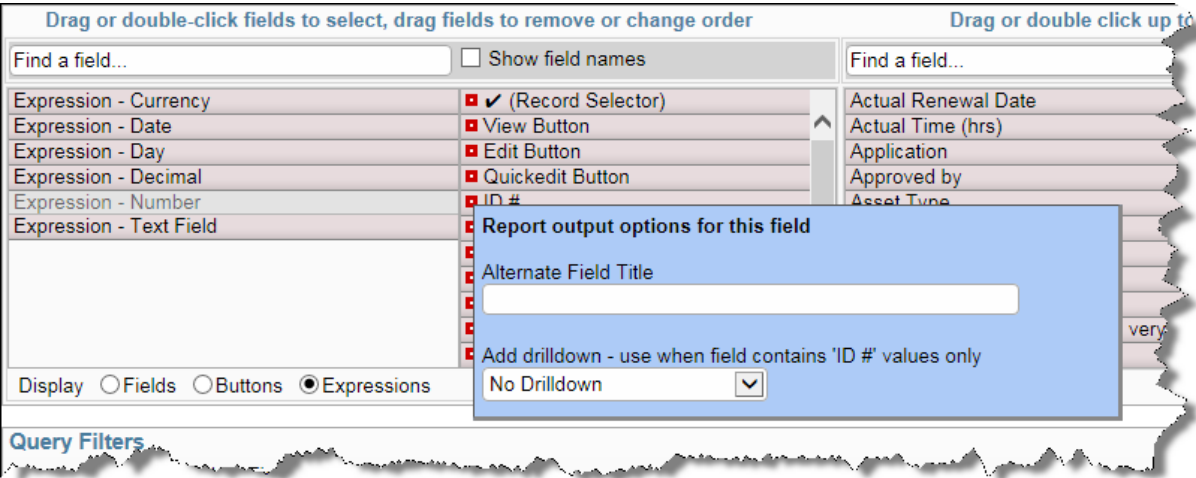 Drag or double-click fields to select, drag fields to remove or change order
Drag or double click up to
Find a field...
Show field names
Find a field...
Expression - Currency
Expression - Date
Expression - Day
Expression - Decimal
Expression - Number
Expression - Text Field
✔ (Record Selector)
View Button
Edit Button
Quickedit Button
ID #
Actual Renewal Date
Actual Time (hrs)
Application
Approved by
Asset Type
Report output options for this field
Alternate Field Title
very
Add drilldown - use when field contains 'ID #' values only
No Drilldown
Display Fields Buttons Expressions
Query Filters